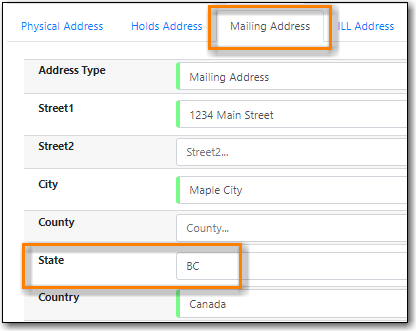 Physical Address Holds Address Mailing Address ILL Address
Address Type Mailing Address
Street1 1234 Main Street
Street2 Street2...
City Maple City
County County...
State BC
Country Canada